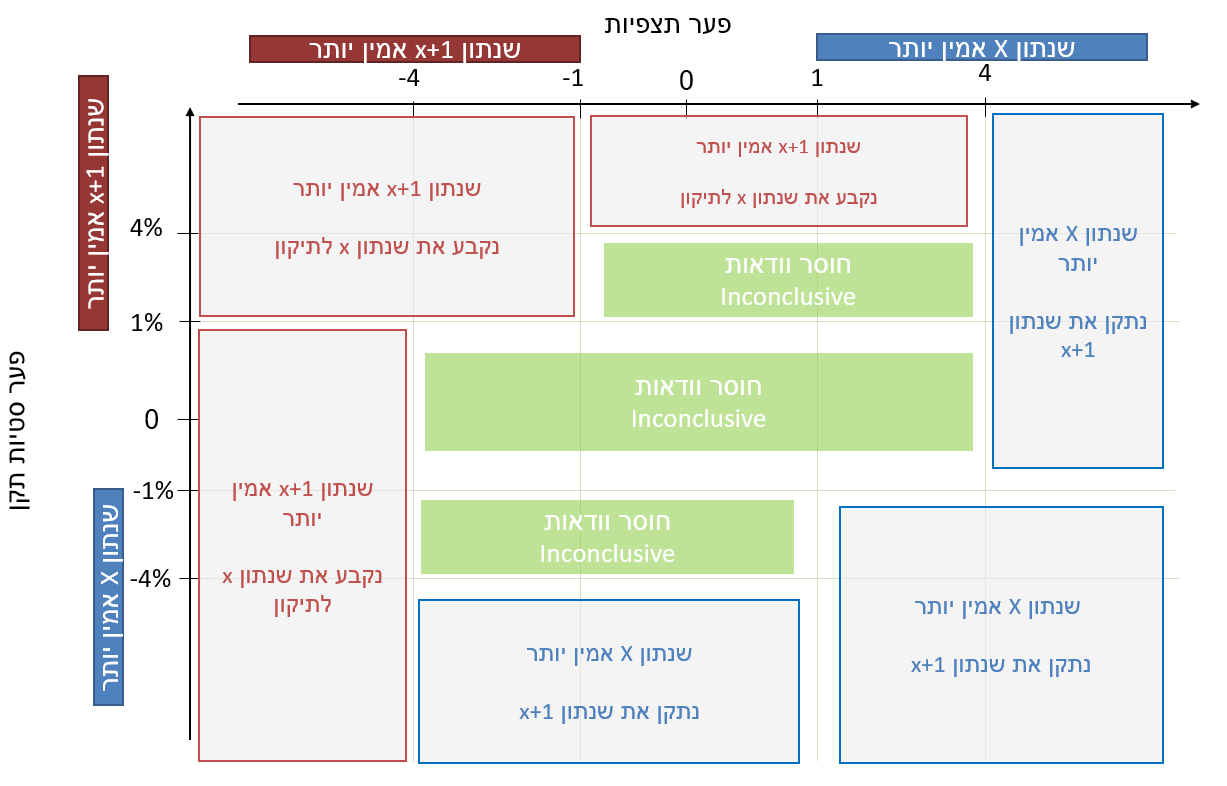 פער תצפיות
שנתון x+1 אמין יותר
שנתון X אמין יותר
-4
-1
0
1
4
שנתון x+1 אמין יותר
4%
1%
0
-1%
-4%
פער סטיות תקן
שנתון X אמין יותר
שנתון x+1 אמין יותר
נקבע את שנתון x לתיקון
שנתון x+1 אמין יותר
נקבע את שנתון x לתיקון
שנתון X אמין
יותר
נתקן את שנתון
x+1
חוסר וודאות
Inconclusive
חוסר וודאות
Inconclusive
שנתון x+1 אמין
יותר
נקבע את שנתון x
לתיקון
חוסר וודאות
Inconclusive
שנתון X אמין יותר
נתקן את שנתון x+1
שנתון X אמין יותר
נתקן את שנתון x+1